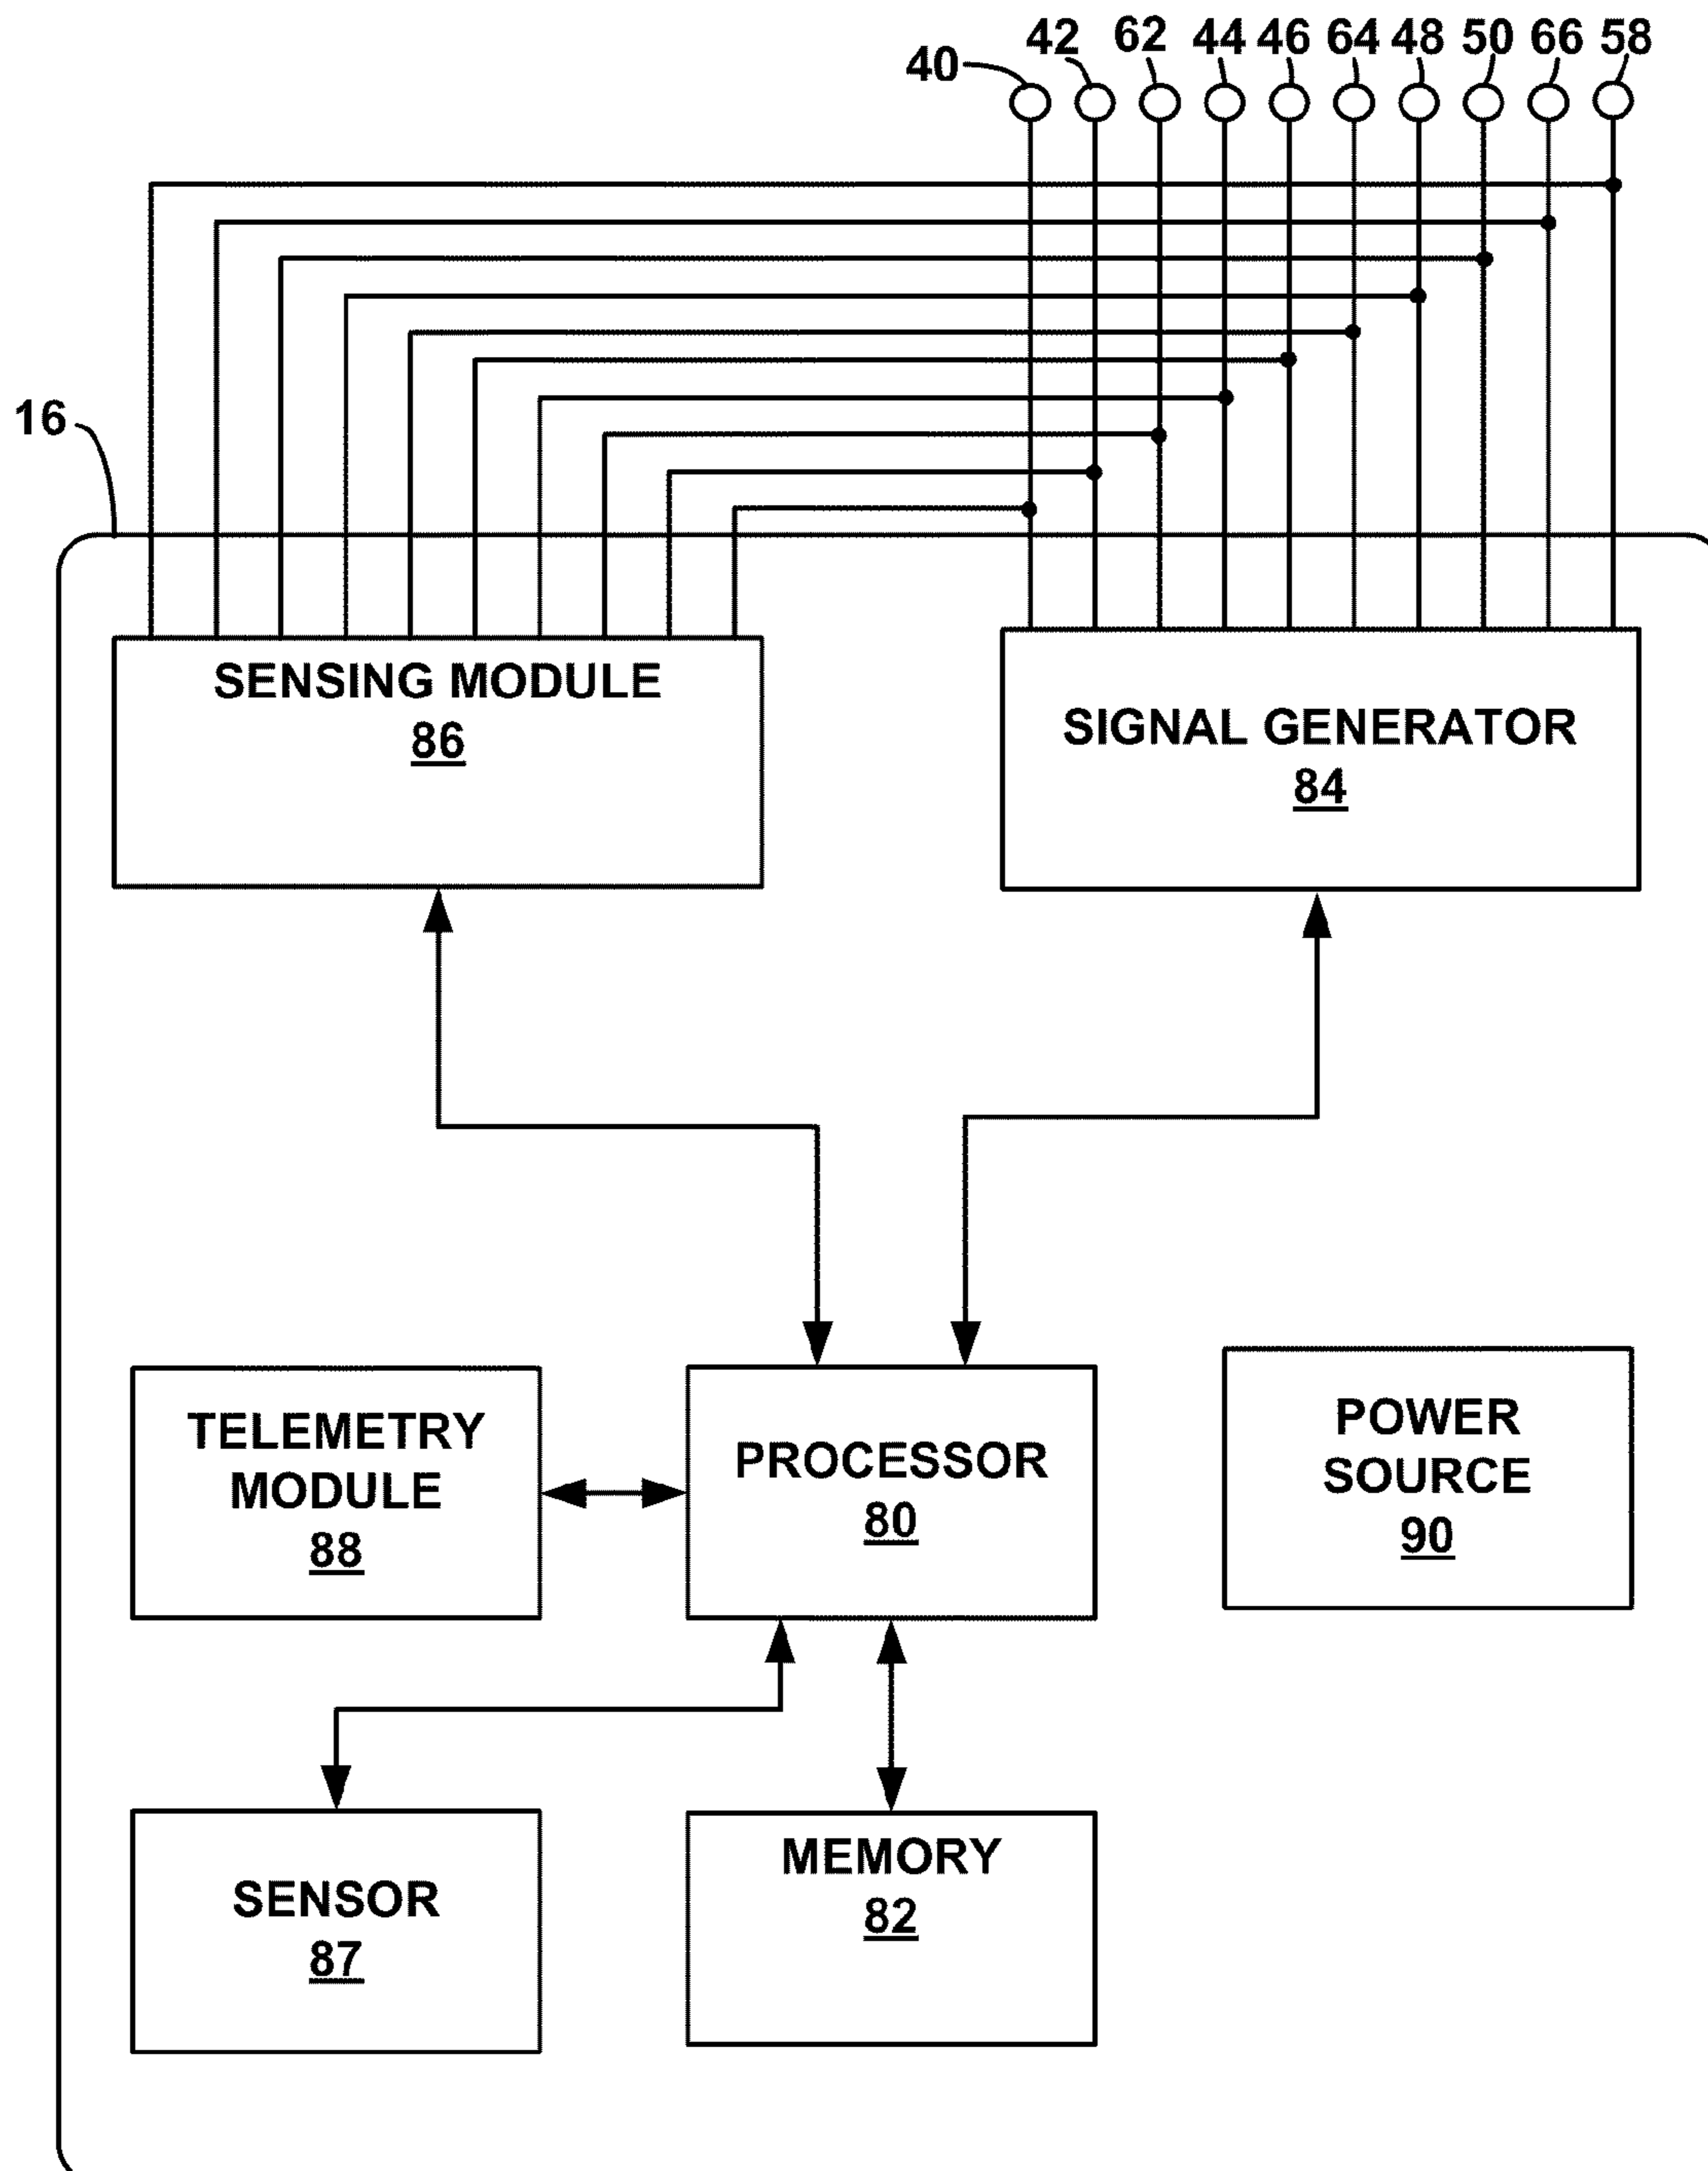 40 42 62 44 46 64 48 50 66 58
16
SENSING MODULE
86
SIGNAL GENERATOR
84
TELEMETRY
MODULE
88
PROCESSOR
80
POWER
SOURCE
90
SENSOR
87
MEMORY
82